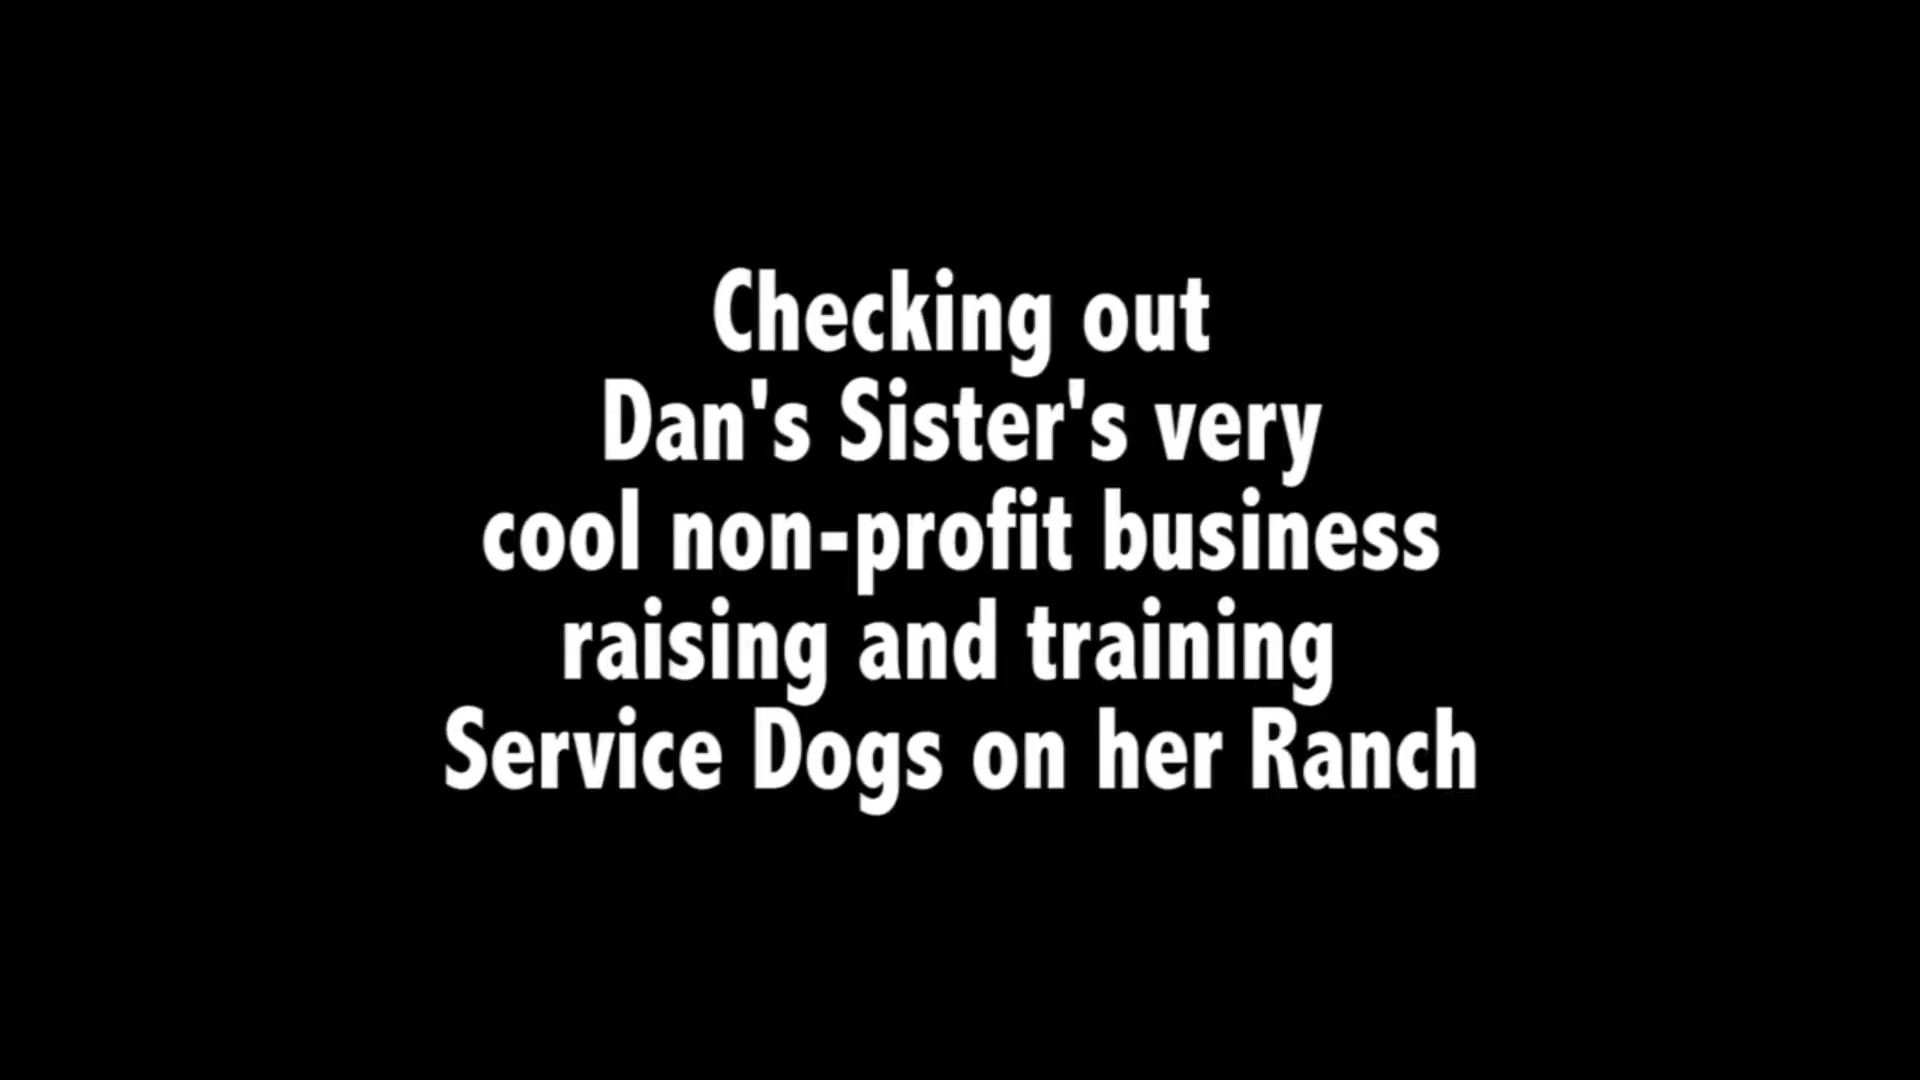 Checking out
Dan's Sister's very
cool non-profit business
raising and training
Service Dogs on her Ranch